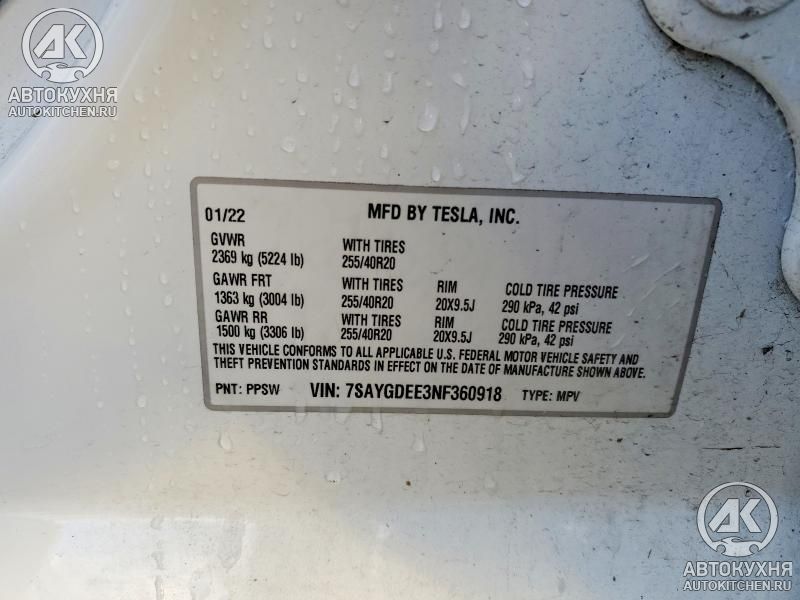 AK
АВТОКУХНЯ
AUTOKITCHEN.RU
01/22 MFD BY TESLA, INC.
GVWR WITH TIRES
2369 kg (5224 lb) 255/40R20
GAWR FRT WITH TIRES RIM COLD TIRE PRESSURE
1363 kg (3004 lb) 255/40R20 20X9.5J 290 kPa, 42 psi
GAWR RR WITH TIRES RIM COLD TIRE PRESSURE
1500 kg (3306 lb) 255/40R20 20X9.5J 290 kPa, 42 psi
THIS VEHICLE CONFORMS TO ALL APPLICABLE U.S. FEDERAL MOTOR VEHICLE SAFETY AND
THEFT PREVENTION STANDARDS IN EFFECT ON THE DATE OF MANUFACTURE SHOWN ABOVE.
PNT: PPSW VIN: 7SAYGDEE3NF360918 TYPE: MPV
AK
АВТОКУХНЯ
AUTOKITCHEN.RU